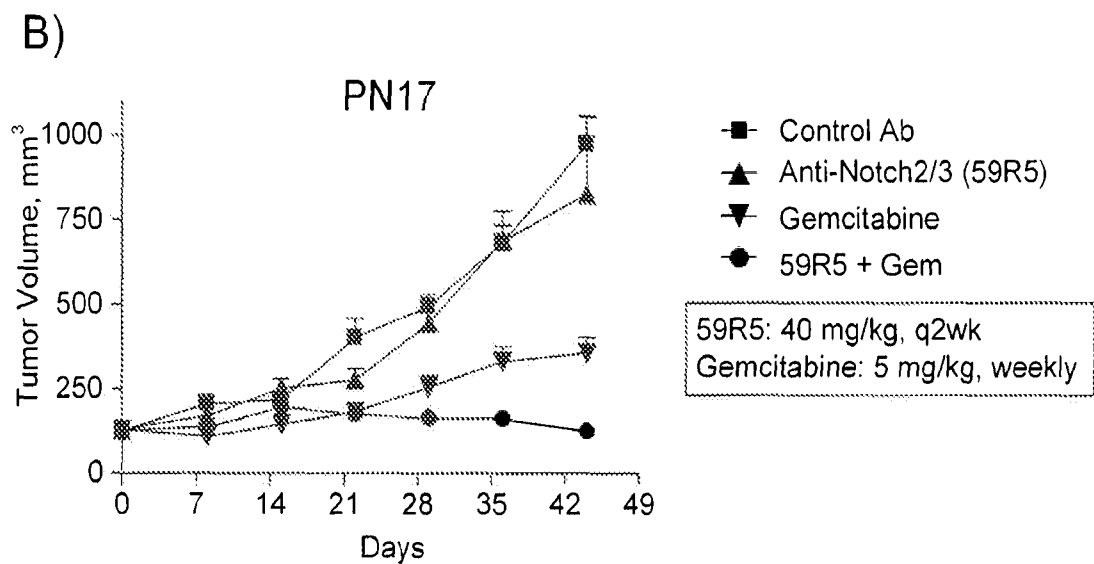 B)
PN17
Tumor Volume, mm³
1000
750
500
250
0
0 7 14 21 28 35 42 49
Days
Control Ab
Anti-Notch2/3 (59R5)
Gemcitabine
59R5 + Gem
59R5: 40 mg/kg, q2wk
Gemcitabine: 5 mg/kg, weekly